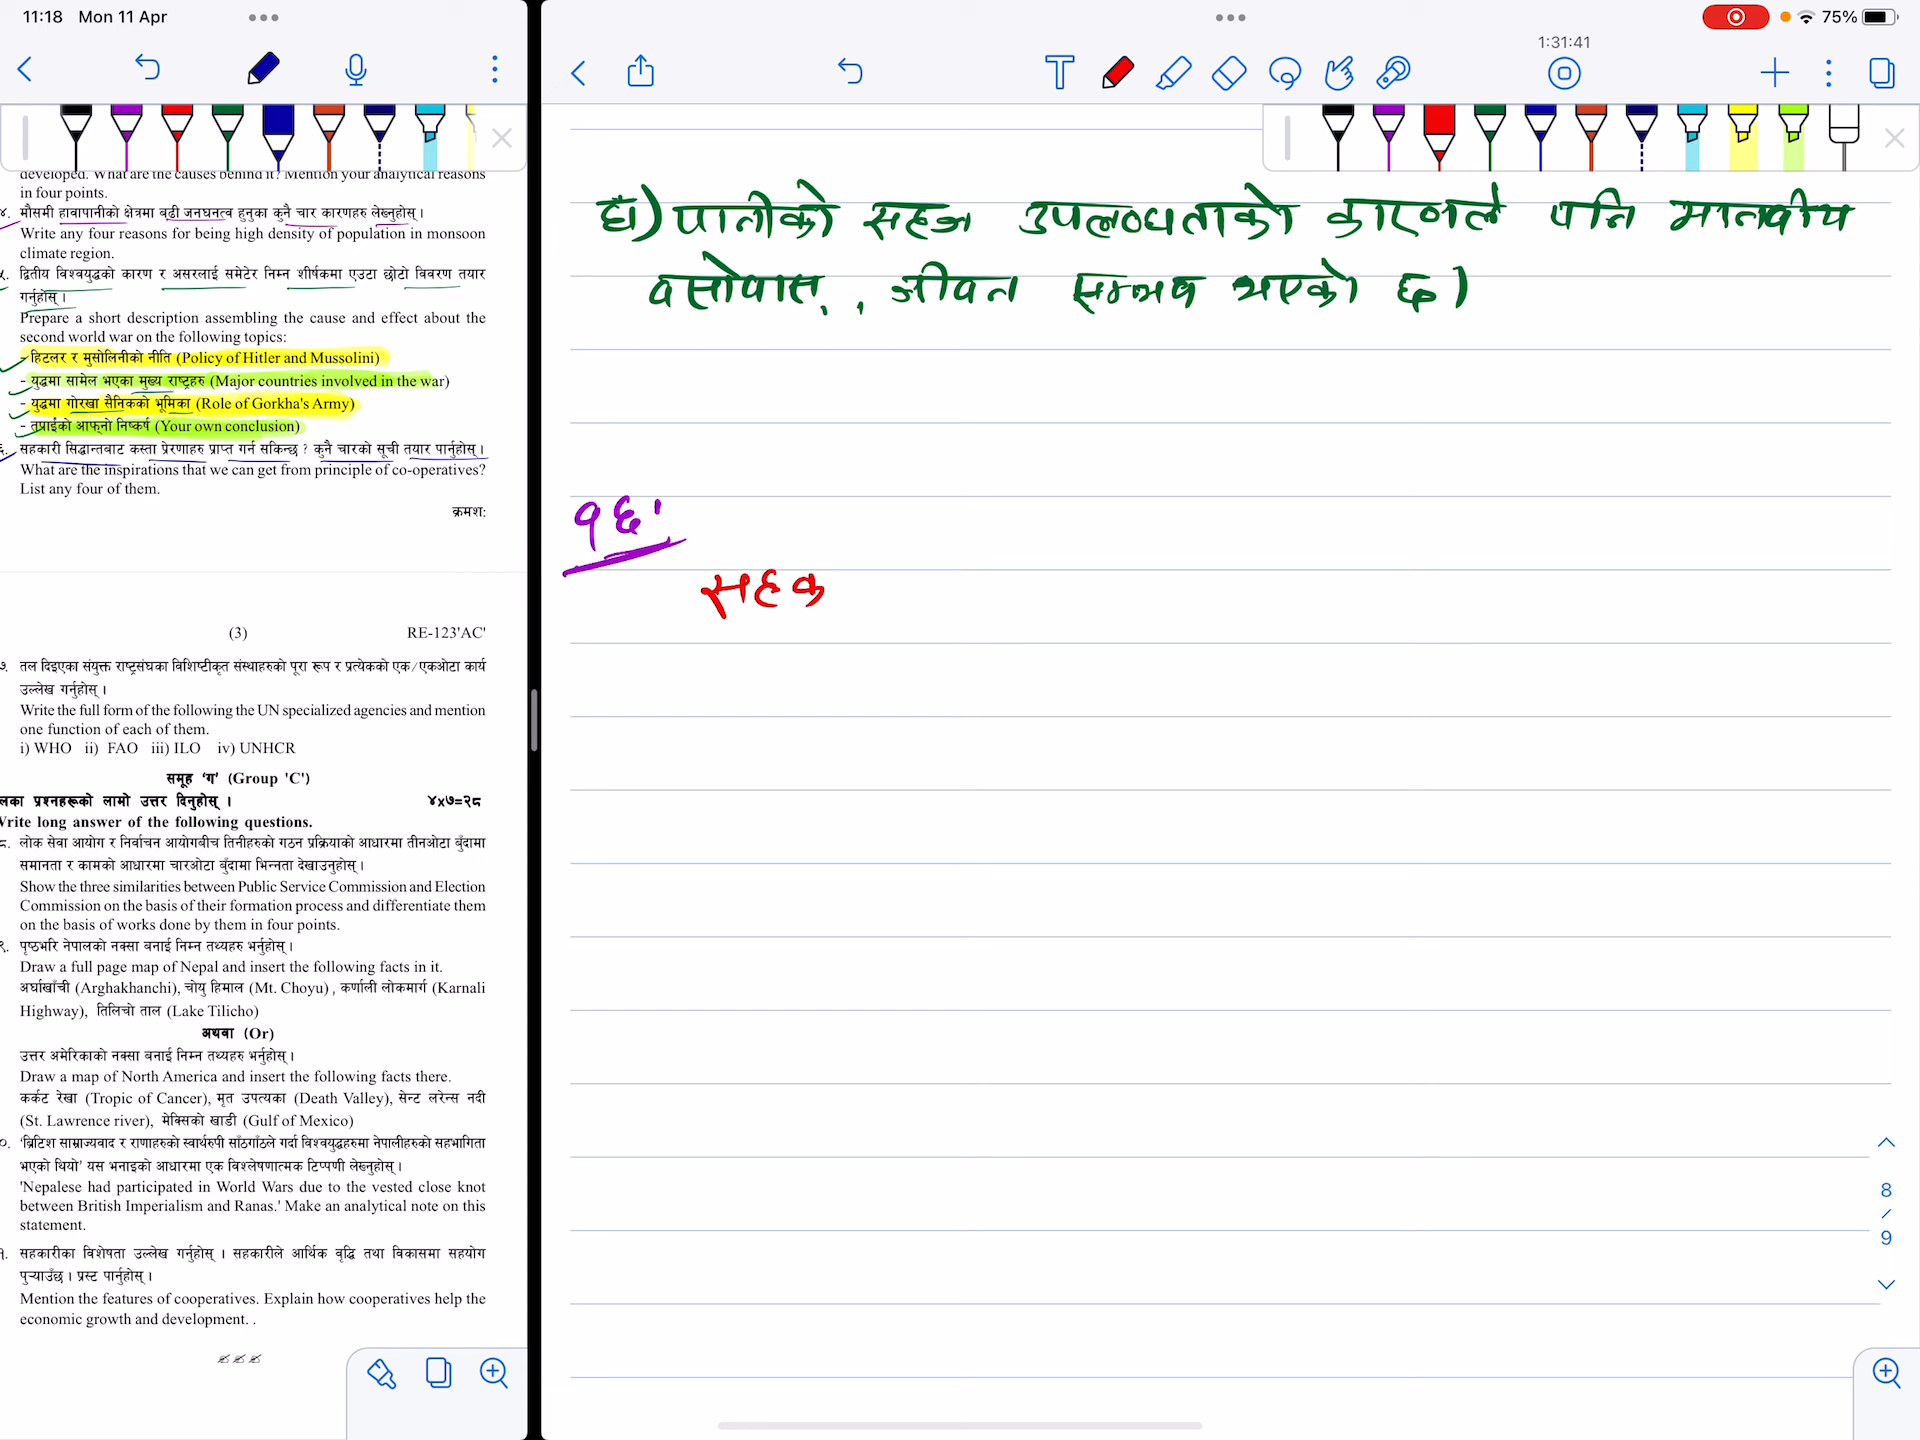 11:18 Mon 11 Apr
75%
1:31:41
developed. What are the causes behind it? Mention your analytical reasons
in four points.
४. मौसमी हावापानीको क्षेत्रमा बढी जनघनत्व हुनुका कुनै चार कारणहरु लेख्नुहोस् ।
Write any four reasons for being high density of population in monsoon
climate region.
५. द्वितीय विश्वयुद्धको कारण र असरलाई समेटेर निम्न शीर्षकमा एउटा छोटो विवरण तयार
गर्नुहोस् ।
Prepare a short description assembling the cause and effect about the
second world war on the following topics:
- हिटलर र मुसोलिनीको नीति (Policy of Hitler and Mussolini)
- युद्धमा सामेल भएका मुख्य राष्ट्रहरु (Major countries involved in the war)
- युद्धमा गोरखा सैनिकको भूमिका (Role of Gorkha's Army)
- तपाईंको आफ्नो निष्कर्ष (Your own conclusion)
६. सहकारी सिद्धान्तबाट कस्ता प्रेरणाहरु प्राप्त गर्न सकिन्छ ? कुनै चारको सूची तयार पार्नुहोस् ।
What are the inspirations that we can get from principle of co-operatives?
List any four of them.
क्रमश:
(3) RE-123'AC'
७. तल दिइएका संयुक्त राष्ट्रसंघका विशिष्टीकृत संस्थाहरुको पूरा रूप र प्रत्येकको एक/एकओटा कार्य
उल्लेख गर्नुहोस् ।
Write the full form of the following the UN specialized agencies and mention
one function of each of them.
i) WHO ii) FAO iii) ILO iv) UNHCR
समूह 'ग' (Group 'C')
लका प्रश्नहरूको लामो उत्तर दिनुहोस् । ४x७=२८
Write long answer of the following questions.
८. लोक सेवा आयोग र निर्वाचन आयोगबीच तिनीहरुको गठन प्रक्रियाको आधारमा तीनओटा बुँदामा
समानता र कामको आधारमा चारओटा बुँदामा भिन्नता देखाउनुहोस् ।
Show the three similarities between Public Service Commission and Election
Commission on the basis of their formation process and differentiate them
on the basis of works done by them in four points.
९. पृष्ठभरि नेपालको नक्सा बनाई निम्न तथ्यहरु भर्नुहोस् ।
Draw a full page map of Nepal and insert the following facts in it.
अर्घाखाँची (Arghakhanchi), चोयु हिमाल (Mt. Choyu) , कर्णाली लोकमार्ग (Karnali
Highway), तिलिचो ताल (Lake Tilicho)
अथवा (Or)
उत्तर अमेरिकाको नक्सा बनाई निम्न तथ्यहरु भर्नुहोस् ।
Draw a map of North America and insert the following facts there.
कर्कट रेखा (Tropic of Cancer), मृत उपत्यका (Death Valley), सेन्ट लरेन्स नदी
(St. Lawrence river), मेक्सिको खाडी (Gulf of Mexico)
०. 'ब्रिटिश साम्राज्यवाद र राणाहरुको स्वार्थरुपी साँठगाँठले गर्दा विश्वयुद्धहरुमा नेपालीहरुको सहभागिता
भएको थियो' यस भनाइको आधारमा एक विश्लेषणात्मक टिप्पणी लेख्नुहोस् ।
'Nepalese had participated in World Wars due to the vested close knot
between British Imperialism and Ranas.' Make an analytical note on this
statement.
१. सहकारीका विशेषता उल्लेख गर्नुहोस् । सहकारीले आर्थिक वृद्धि तथा विकासमा सहयोग
पुऱ्याउँछ । प्रस्ट पार्नुहोस् ।
Mention the features of cooperatives. Explain how cooperatives help the
economic growth and development. .
घ) पानीको सहज उपलब्धताको कारणले पनि मानवीय
वसोवास, जीवन सम्भव भएको छ ।
१६.
सहक
8
/
9